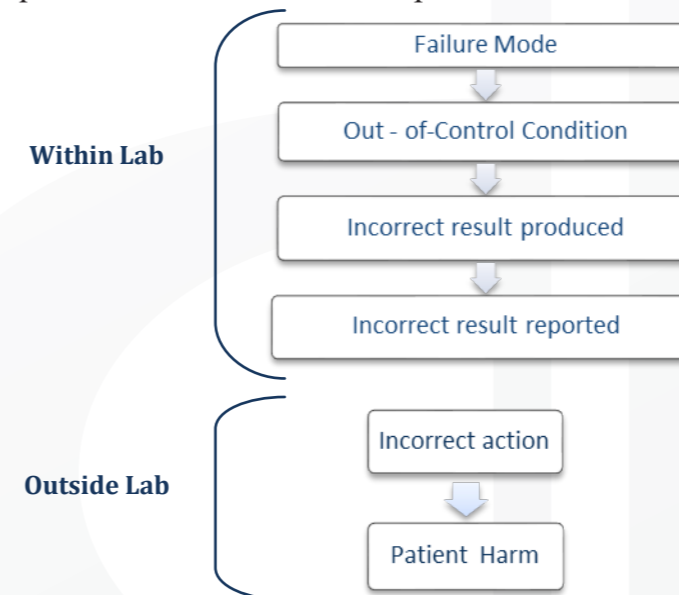 Failure Mode
Out - of-Control Condition
Within Lab
Incorrect result produced
Incorrect result reported
Incorrect action
Outside Lab
Patient Harm